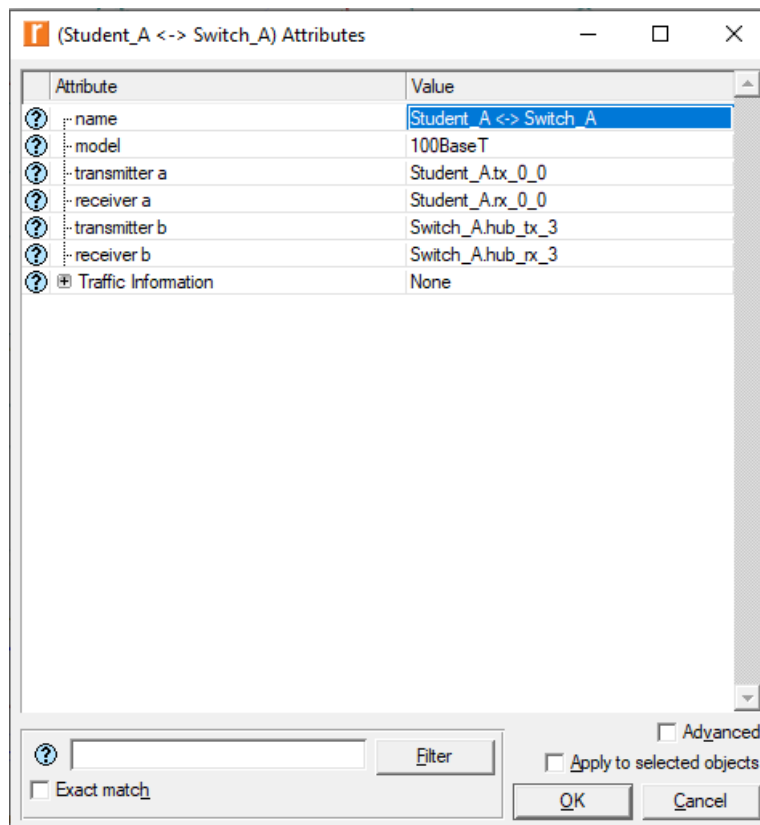 (Student_A <-> Switch_A) Attributes
Attribute Value
name Student_A <-> Switch_A
model 100BaseT
transmitter a Student_A.tx_0_0
receiver a Student_A.rx_0_0
transmitter b Switch_A.hub_tx_3
receiver b Switch_A.hub_rx_3
Traffic Information None
Advanced
Filter
Apply to selected objects
Exact match
OK Cancel